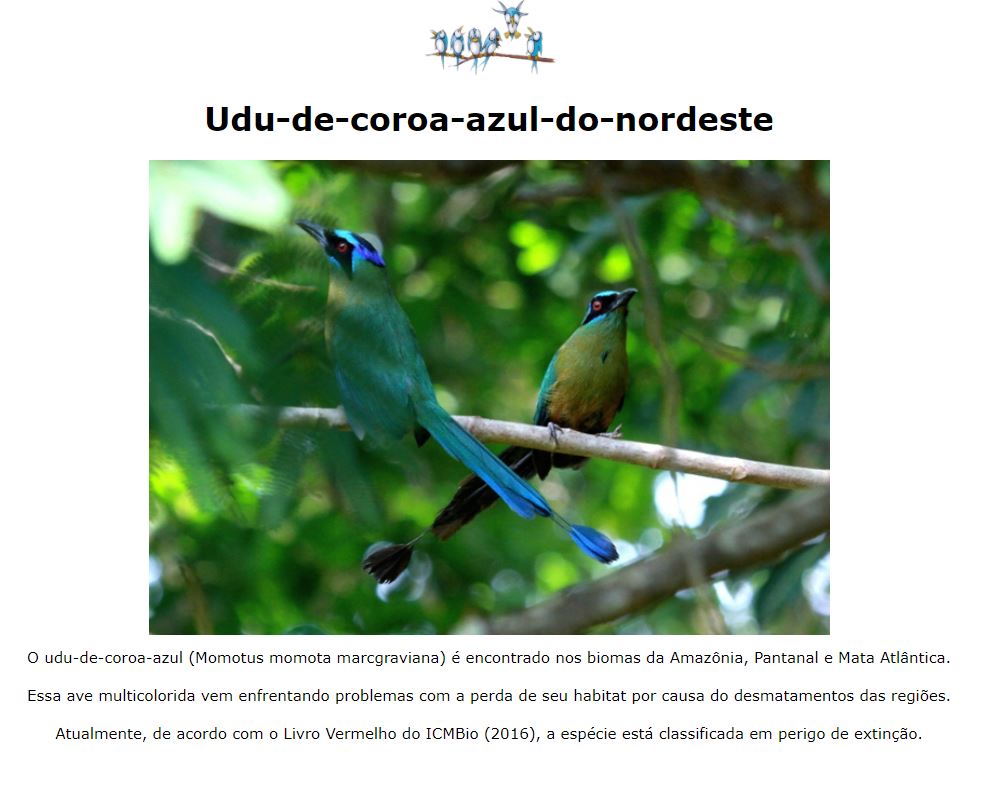 Udu-de-coroa-azul-do-nordeste
O udu-de-coroa-azul (Momotus momota marcgraviana) é encontrado nos biomas da Amazônia, Pantanal e Mata Atlântica.
Essa ave multicolorida vem enfrentando problemas com a perda de seu habitat por causa do desmatamentos das regiões.
Atualmente, de acordo com o Livro Vermelho do ICMBio (2016), a espécie está classificada em perigo de extinção.